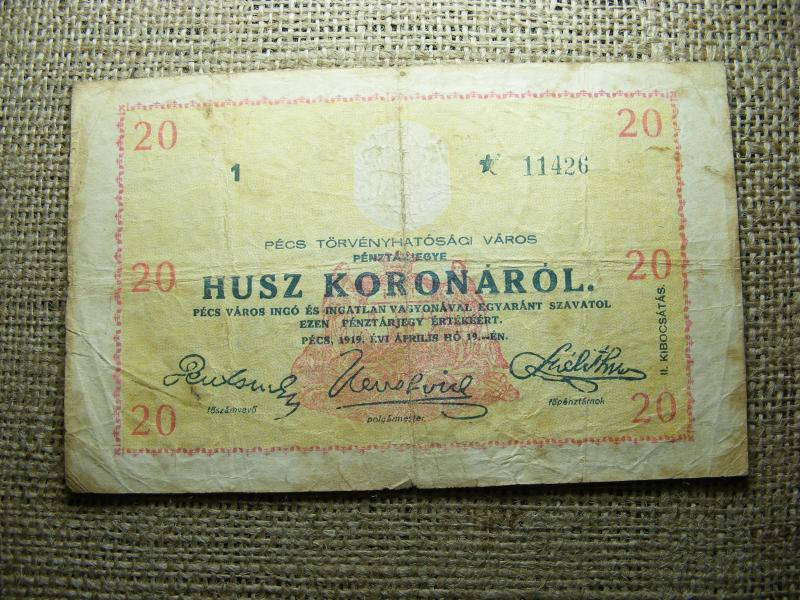 20 20
1 11426
PÉCS TÖRVÉNYHATÓSÁGI VÁROS
PÉNZTÁRJEGYE
20 HUSZ KORONÁRÓL. 20
PÉCS VÁROS INGÓ ÉS INGATLAN VAGYONÁVAL EGYARÁNT SZAVATOL
EZEN PÉNZTÁRJEGY ÉRTÉKÉÉRT.
PÉCS, 1919. ÉVI ÁPRILIS HÓ 19.-ÉN.
II. KIBOCSÁTÁS.
főszámvevő polgármester. főpénztárnok
20 20